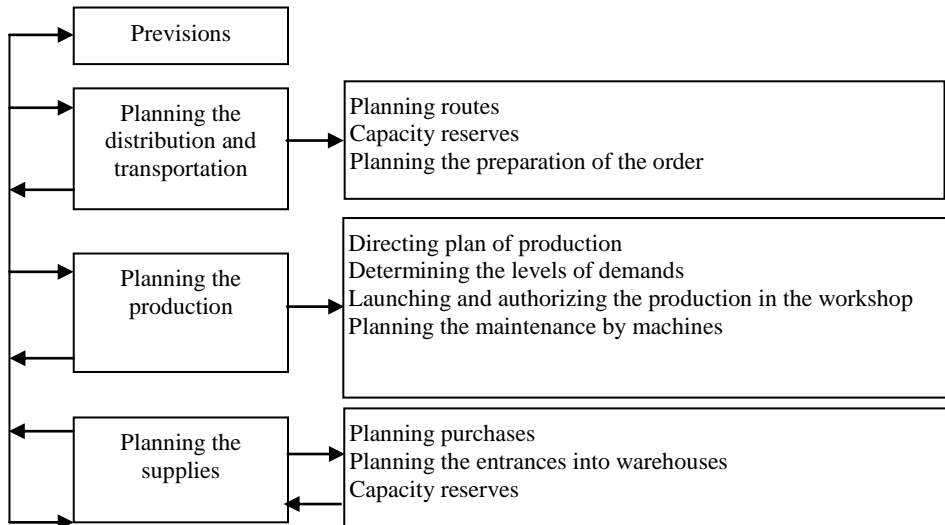 Previsions
Planning the
distribution and
transportation
Planning routes
Capacity reserves
Planning the preparation of the order
Planning the
production
Directing plan of production
Determining the levels of demands
Launching and authorizing the production in the workshop
Planning the maintenance by machines
Planning the
supplies
Planning purchases
Planning the entrances into warehouses
Capacity reserves